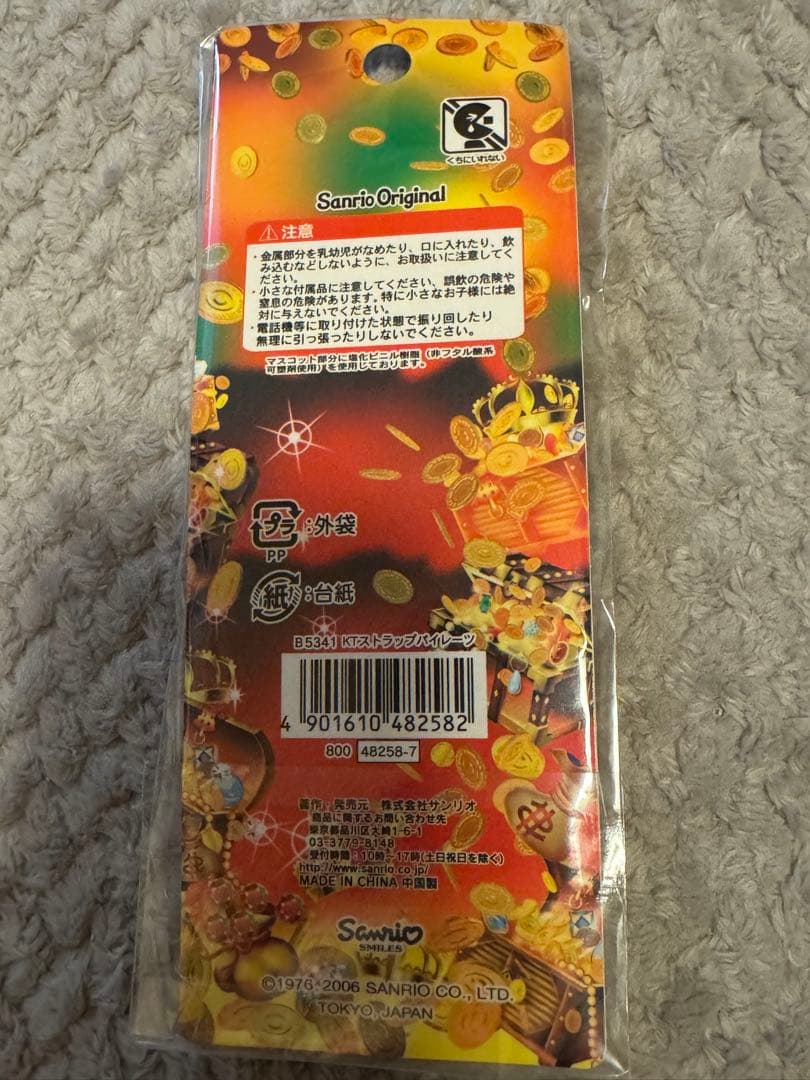 くちにいれない
Sanrio Original
⚠注意
・金属部分を乳幼児がなめたり、口に入れたり、飲
み込むなどしないように、お取扱いに注意してく
ださい。
・小さな付属品に注意してください、誤飲の危険や
窒息の危険があります。特に小さなお子様には絶
対に与えないでください。
・電話機等に取り付けた状態で振り回したり
無理に引っ張ったりしないでください。
マスコット部分に塩化ビニル樹脂(非フタル酸系
可塑剤使用)を使用しております。
プラ:外袋
PP
紙:台紙
B5341 KTストラップパイレーツ
4 901610 482582
800 48258-7
著作・発売元 株式会社サンリオ
商品に関するお問い合わせ先
東京都品川区大崎1-6-1
03-3779-8148
受付時間:10時~17時(土日祝日を除く)
http://www.sanrio.co.jp/
MADE IN CHINA 中国製
Sanrio
SMILES
©1976, 2006 SANRIO CO., LTD.
TOKYO, JAPAN